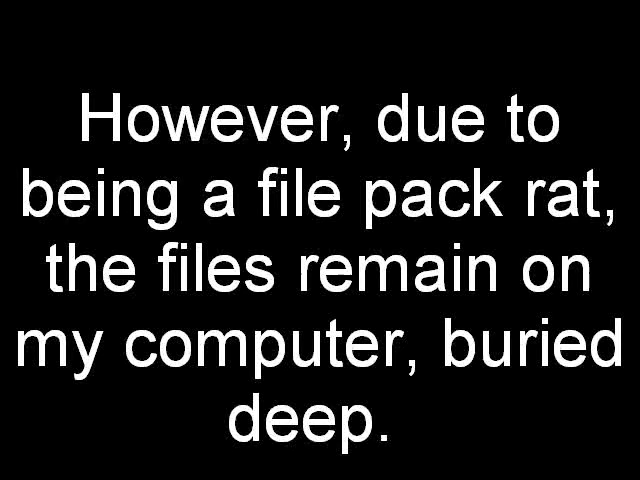 However, due to
being a file pack rat,
the files remain on
my computer, buried
deep.